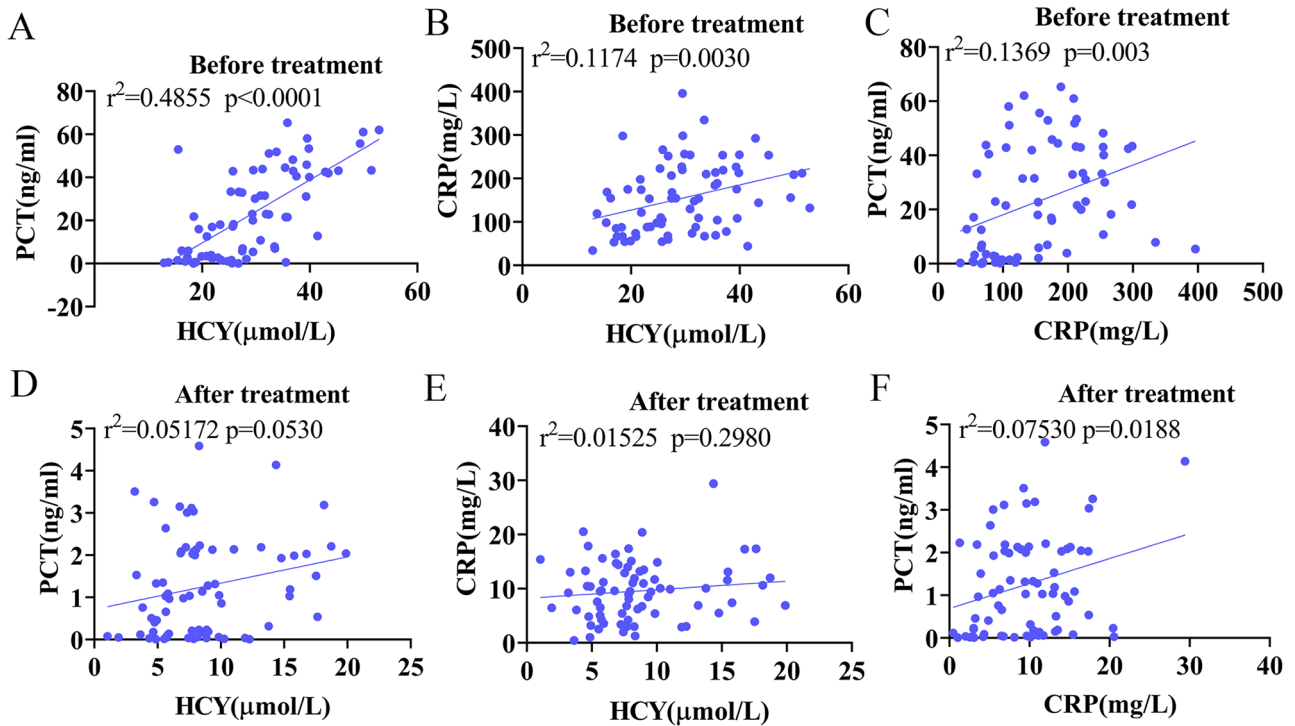 A
Before treatment
r2=0.4855 p<0.0001
PCT(ng/ml)
80
60
40
20
0
-20
20 40 60
HCY(μmol/L)
B
Before treatment
r2=0.1174 p=0.0030
CRP(mg/L)
500
400
300
200
100
0
0 20 40 60
HCY(μmol/L)
C
Before treatment
r2=0.1369 p=0.003
PCT(ng/ml)
80
60
40
20
0
0 100 200 300 400 500
CRP(mg/L)
D
After treatment
r2=0.05172 p=0.0530
PCT(ng/ml)
5
4
3
2
1
0
0 5 10 15 20 25
HCY(μmol/L)
E
After treatment
r2=0.01525 p=0.2980
CRP(mg/L)
40
30
20
10
0
0 5 10 15 20 25
HCY(μmol/L)
F
After treatment
r2=0.07530 p=0.0188
PCT(ng/ml)
5
4
3
2
1
0
0 10 20 30 40
CRP(mg/L)